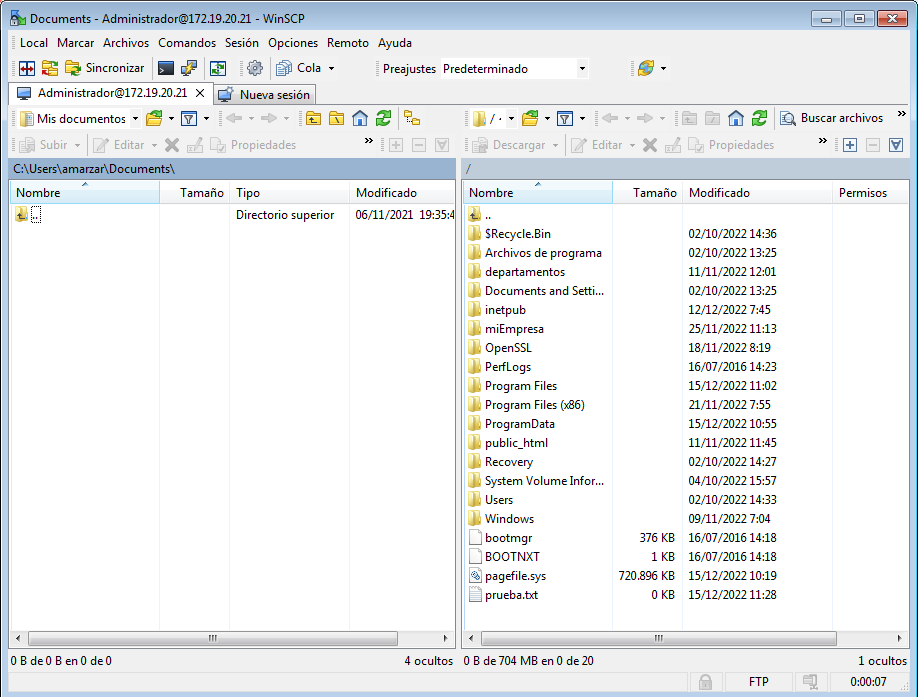 Documents - Administrador@172.19.20.21 - WinSCP
Local Marcar Archivos Comandos Sesión Opciones Remoto Ayuda
Sincronizar Cola Preajustes Predeterminado
Administrador@172.19.20.21 Nueva sesión
Mis documentos / Buscar archivos »
Subir Editar Propiedades » Descargar Editar Propiedades »
C:\Users\amarzar\Documents\
Nombre Tamaño Tipo Modificado
.. Directorio superior 06/11/2021 19:35:4
0 B de 0 B en 0 de 0 4 ocultos
/
Nombre Tamaño Modificado Permisos
..
$Recycle.Bin 02/10/2022 14:36
Archivos de programa 02/10/2022 13:25
departamentos 11/11/2022 12:01
Documents and Setti... 02/10/2022 13:25
inetpub 12/12/2022 7:45
miEmpresa 25/11/2022 11:13
OpenSSL 18/11/2022 8:19
PerfLogs 16/07/2016 14:23
Program Files 15/12/2022 11:02
Program Files (x86) 21/11/2022 7:55
ProgramData 15/12/2022 10:55
public_html 11/11/2022 11:45
Recovery 02/10/2022 14:27
System Volume Infor... 04/10/2022 15:57
Users 02/10/2022 14:33
Windows 09/11/2022 7:04
bootmgr 376 KB 16/07/2016 14:18
BOOTNXT 1 KB 16/07/2016 14:18
pagefile.sys 720.896 KB 15/12/2022 10:19
prueba.txt 0 KB 15/12/2022 11:28
0 B de 704 MB en 0 de 20 1 ocultos
FTP 0:00:07